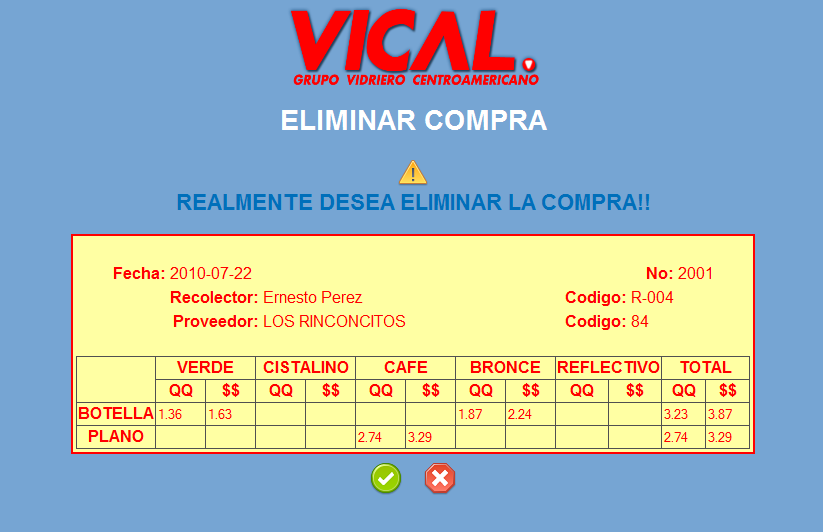 VICAL.
GRUPO VIDRIERO CENTROAMERICANO
ELIMINAR COMPRA
REALMENTE DESEA ELIMINAR LA COMPRA!!
Fecha: 2010-07-22 No: 2001
Recolector: Ernesto Perez Codigo: R-004
Proveedor: LOS RINCONCITOS Codigo: 84
VERDE CISTALINO CAFE BRONCE REFLECTIVO TOTAL
QQ $$ QQ $$ QQ $$ QQ $$ QQ $$ QQ $$
BOTELLA 1.36 1.63 1.87 2.24 3.23 3.87
PLANO 2.74 3.29 2.74 3.29